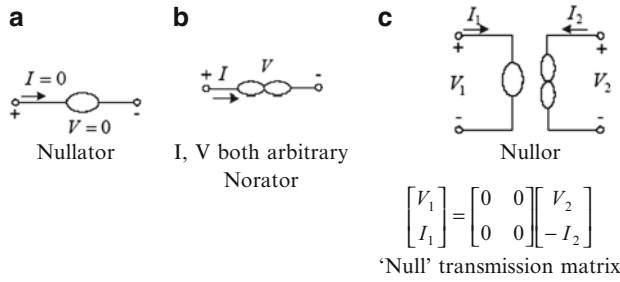 a
I = 0
+ -
V = 0
Nullator
b
+ I V -
I, V both arbitrary
Norator
c
I₁ I₂
+ +
V₁ V₂
- -
Nullor
[V₁ I₁] = [0 0 0 0] [V₂ -I₂]
'Null' transmission matrix